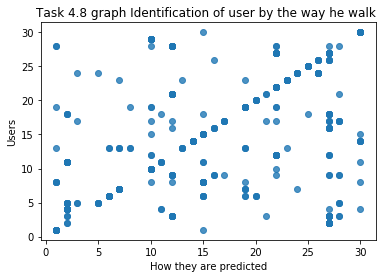 Task 4.8 graph Identification of user by the way he walk
30
25
20
15
10
5
0
Users
0 5 10 15 20 25 30
How they are predicted